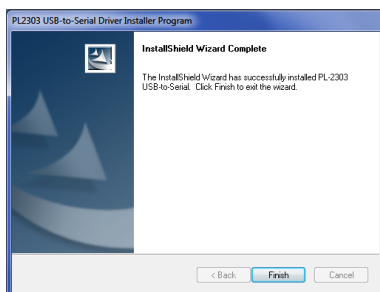 PL2303 USB-to-Serial Driver Installer Program
InstallShield Wizard Complete
The InstallShield Wizard has successfully installed PL-2303
USB-to-Serial. Click Finish to exit the wizard.
< Back
Finish
Cancel